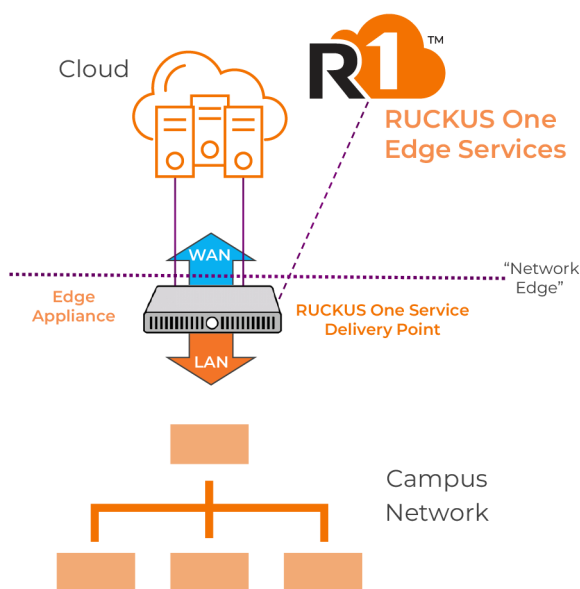 Cloud
R1™
RUCKUS One
Edge Services
WAN
“Network
Edge”
Edge
Appliance
RUCKUS One Service
Delivery Point
LAN
Campus
Network